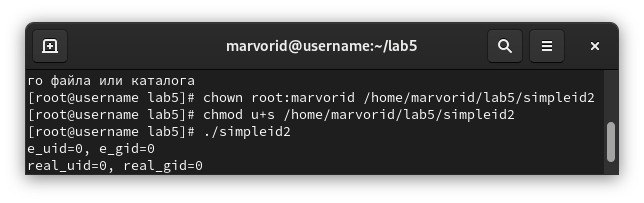 marvorid@username:~/lab5
го файла или каталога
[root@username lab5]# chown root:marvorid /home/marvorid/lab5/simpleid2
[root@username lab5]# chmod u+s /home/marvorid/lab5/simpleid2
[root@username lab5]# ./simpleid2
e_uid=0, e_gid=0
real_uid=0, real_gid=0